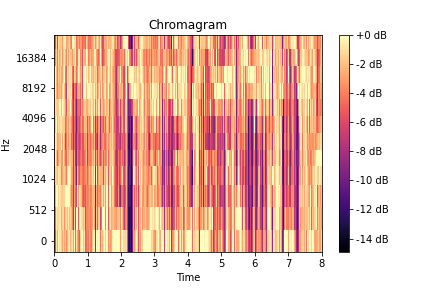 Chromagram
+0 dB
16384
-2 dB
8192
-4 dB
4096
-6 dB
Hz
2048
-8 dB
1024
-10 dB
512
-12 dB
0
-14 dB
0 1 2 3 4 5 6 7 8
Time